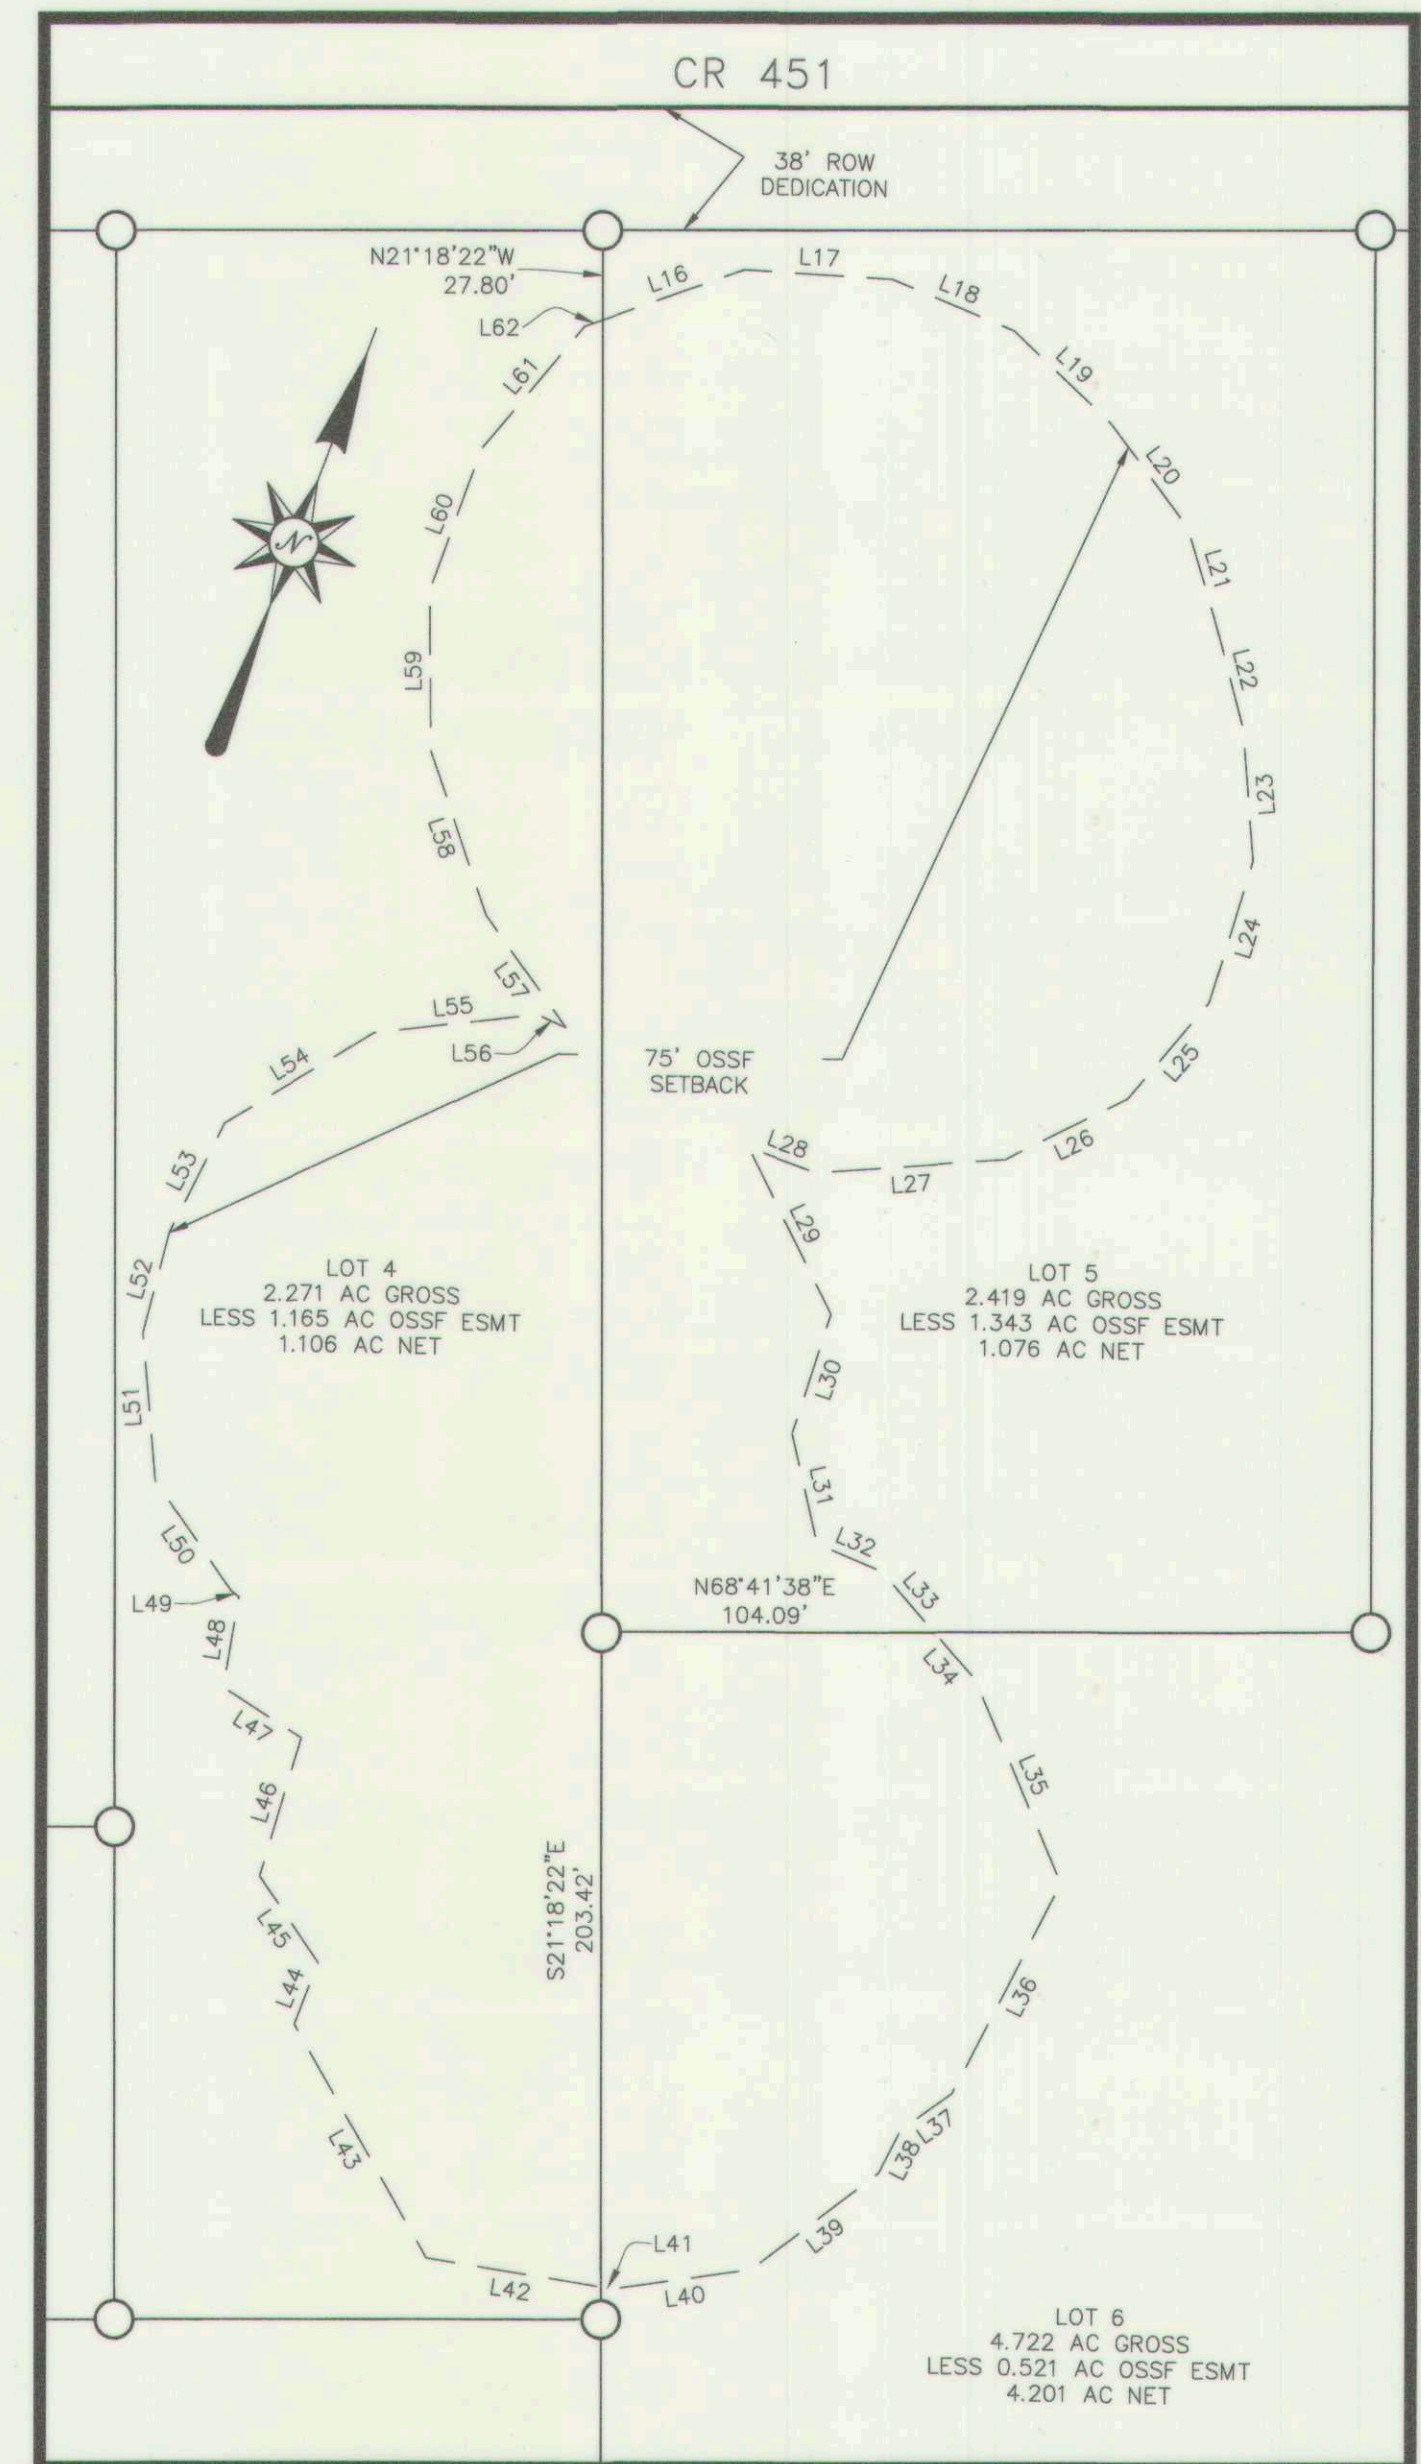 CR 451
38' ROW
DEDICATION
N21°18'22"W
27.80'
L16
L17
L18
L62
L61
L19
L20
L60
L21
N
L59
L22
L23
L58
L24
L57
L55
L56
75' OSSF
SETBACK
L54
L25
L26
L28
L27
L53
L29
L52
LOT 4
2.271 AC GROSS
LESS 1.165 AC OSSF ESMT
1.106 AC NET
LOT 5
2.419 AC GROSS
LESS 1.343 AC OSSF ESMT
1.076 AC NET
L30
L51
L31
L50
L32
L49
N68°41'38"E
104.09'
L33
L48
L34
L47
L35
L46
S21°18'22"E
203.42'
L45
L44
L36
L37
L38
L43
L39
L41
L42
L40
LOT 6
4.722 AC GROSS
LESS 0.521 AC OSSF ESMT
4.201 AC NET